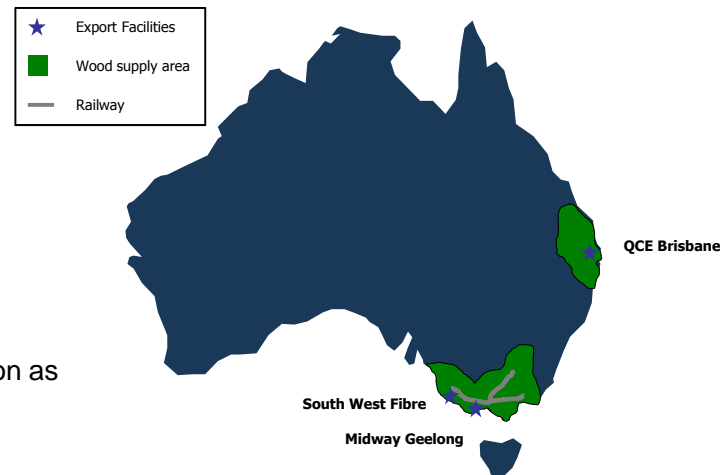 Export Facilities
Wood supply area
Railway
QCE Brisbane
on as
South West Fibre
Midway Geelong